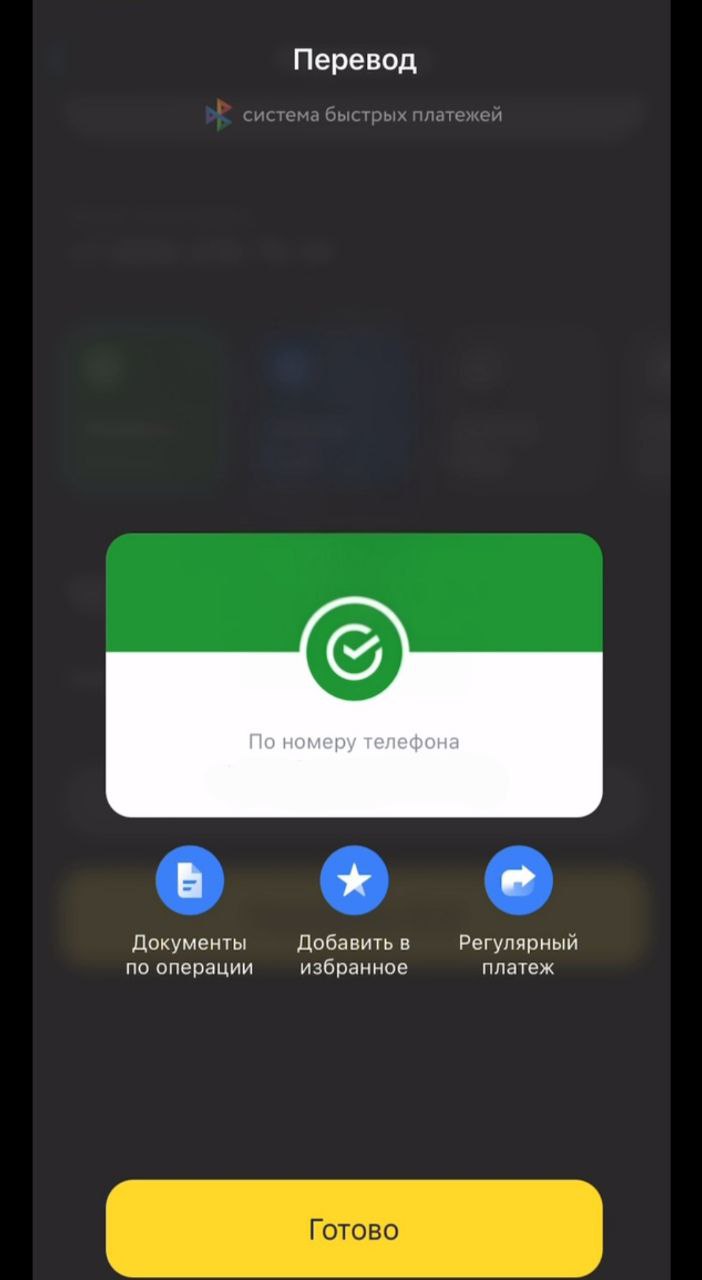 Перевод
система быстрых платежей
По номеру телефона
Документы
по операции
Добавить в
избранное
Регулярный
платеж
Готово